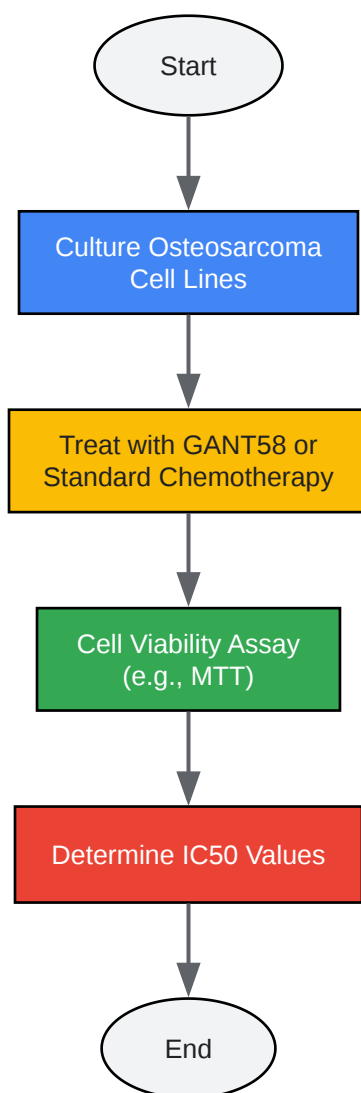 Start
Culture Osteosarcoma
Cell Lines
Treat with GANT58 or
Standard Chemotherapy
Cell Viability Assay
(e.g., MTT)
Determine IC50 Values
End